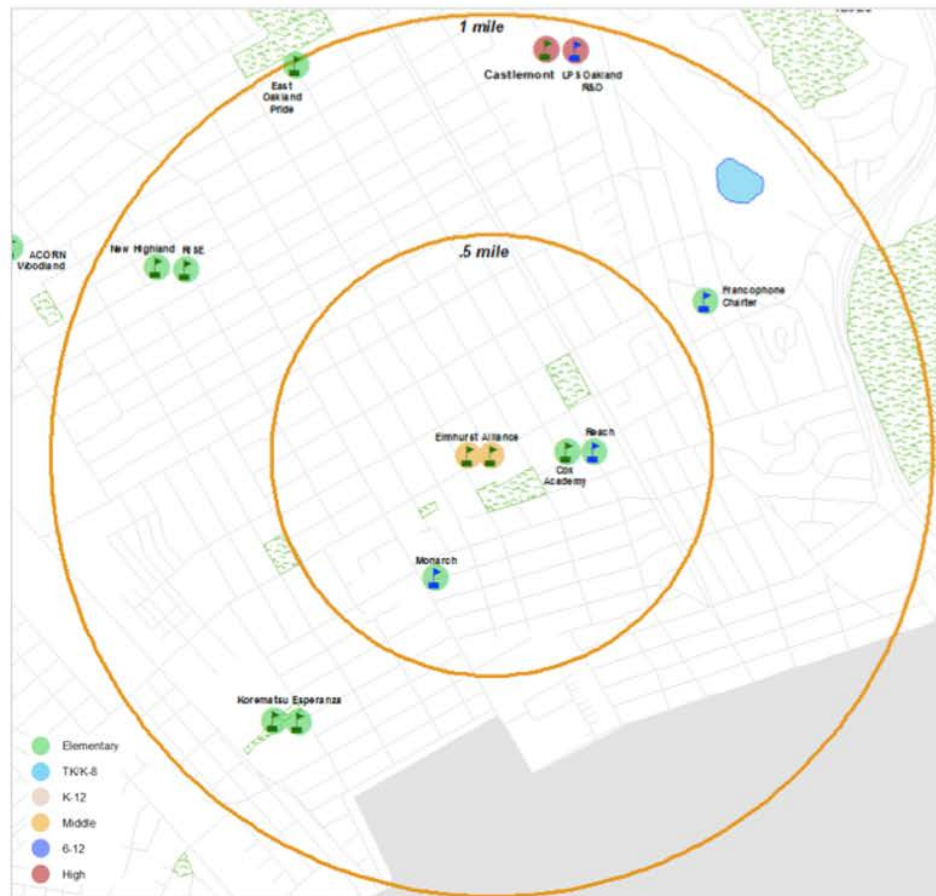 1 mile
Castlemont
LPS Oakland
R&D
East
Oakland
Pride
New Highland
RISE
ACORN
Woodland
.5 mile
Francophone
Charter
Elmhurst Alliance
Reach
Cox
Academy
Monarch
Korematsu Esperanza
Elementary
TK/K-8
K-12
Middle
6-12
High